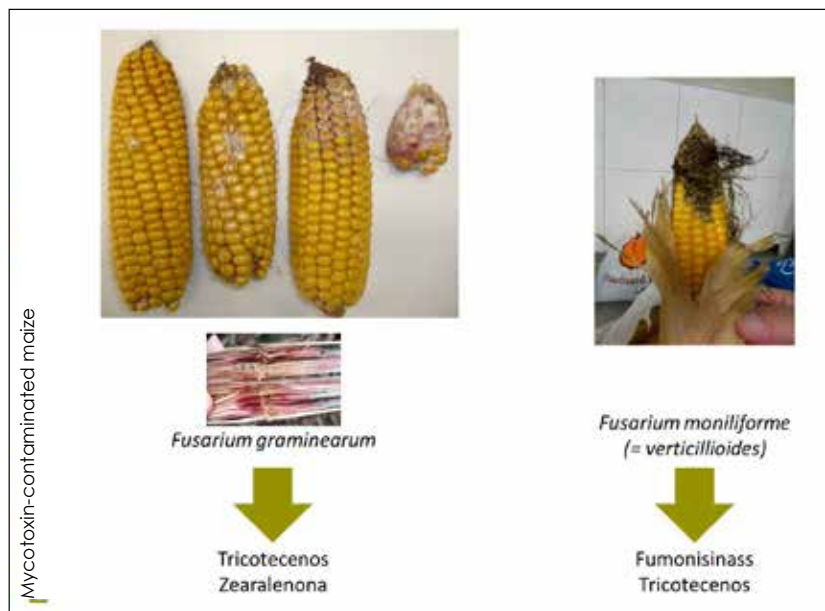 Mycotoxin-contaminated maize
Fusarium graminearum
Tricotecenos
Zearalenona
Fusarium moniliforme
(= verticillioides)
Fumonisinass
Tricotecenos